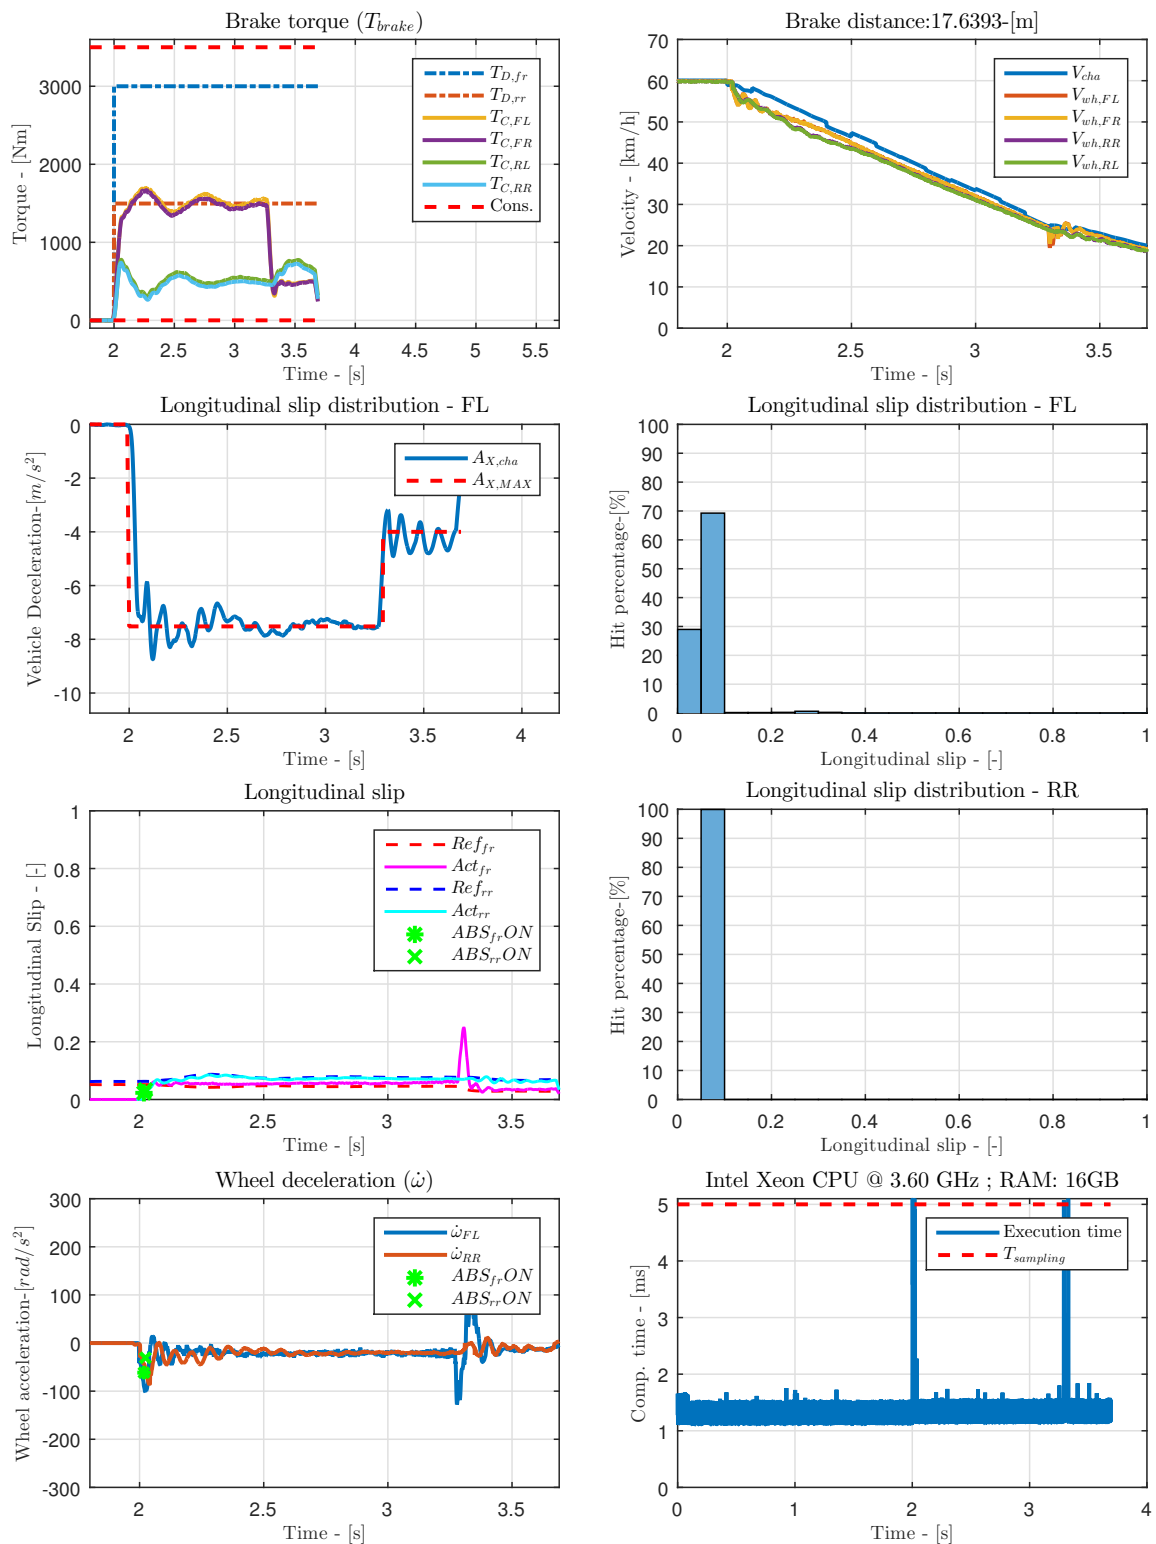 Brake torque (T_brake)
3000
2000
1000
0
Torque - [Nm]
T_D,fr
T_D,rr
T_C,FL
T_C,FR
T_C,RL
T_C,RR
Cons.
2 2.5 3 3.5 4 4.5 5 5.5
Time - [s]
Brake distance:17.6393-[m]
70
60
50
40
30
20
10
0
Velocity - [km/h]
V_cha
V_wh,FL
V_wh,FR
V_wh,RR
V_wh,RL
2 2.5 3 3.5
Time - [s]
Longitudinal slip distribution - FL
0
-2
-4
-6
-8
-10
Vehicle Deceleration-[m/s²]
A_X,cha
A_X,MAX
2 2.5 3 3.5 4
Time - [s]
Longitudinal slip distribution - FL
100
90
80
70
60
50
40
30
20
10
0
Hit percentage-[%]
0 0.2 0.4 0.6 0.8 1
Longitudinal slip - [-]
Longitudinal slip
1
0.8
0.6
0.4
0.2
0
Longitudinal Slip - [-]
Ref_fr
Act_fr
Ref_rr
Act_rr
ABS_frON
ABS_rrON
2 2.5 3 3.5
Time - [s]
Longitudinal slip distribution - RR
100
90
80
70
60
50
40
30
20
10
0
Hit percentage-[%]
0 0.2 0.4 0.6 0.8 1
Longitudinal slip - [-]
Wheel deceleration (ω̇)
300
200
100
0
-100
-200
-300
Wheel acceleration-[rad/s²]
ω̇_FL
ω̇_RR
ABS_frON
ABS_rrON
2 2.5 3 3.5
Time - [s]
Intel Xeon CPU @ 3.60 GHz ; RAM: 16GB
5
4
3
2
1
0
Comp. time - [ms]
Execution time
T_sampling
0 1 2 3 4
Time - [s]